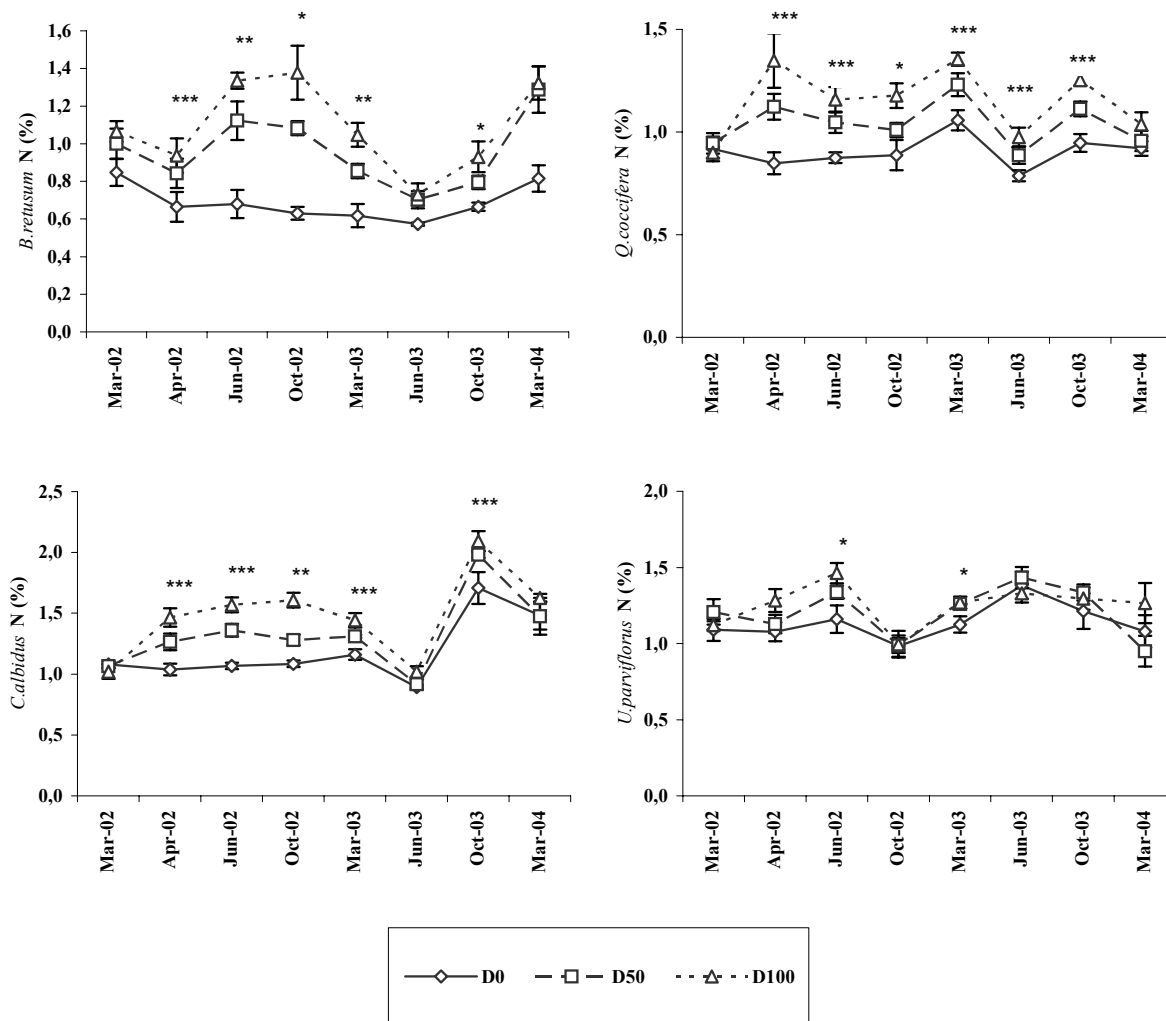 B.retusum N (%)
1,6
1,4
1,2
1,0
0,8
0,6
0,4
0,2
0,0
***
**
*
**
*
Mar-02
Apr-02
Jun-02
Oct-02
Mar-03
Jun-03
Oct-03
Mar-04
Q.coccifera N (%)
1,5
1,0
0,5
0,0
***
***
*
***
***
***
Mar-02
Apr-02
Jun-02
Oct-02
Mar-03
Jun-03
Oct-03
Mar-04
C.albidus N (%)
2,5
2,0
1,5
1,0
0,5
0,0
***
***
**
***
***
Mar-02
Apr-02
Jun-02
Oct-02
Mar-03
Jun-03
Oct-03
Mar-04
U.parviflorus N (%)
2,0
1,5
1,0
0,5
0,0
*
*
Mar-02
Apr-02
Jun-02
Oct-02
Mar-03
Jun-03
Oct-03
Mar-04
D0 D50 D100